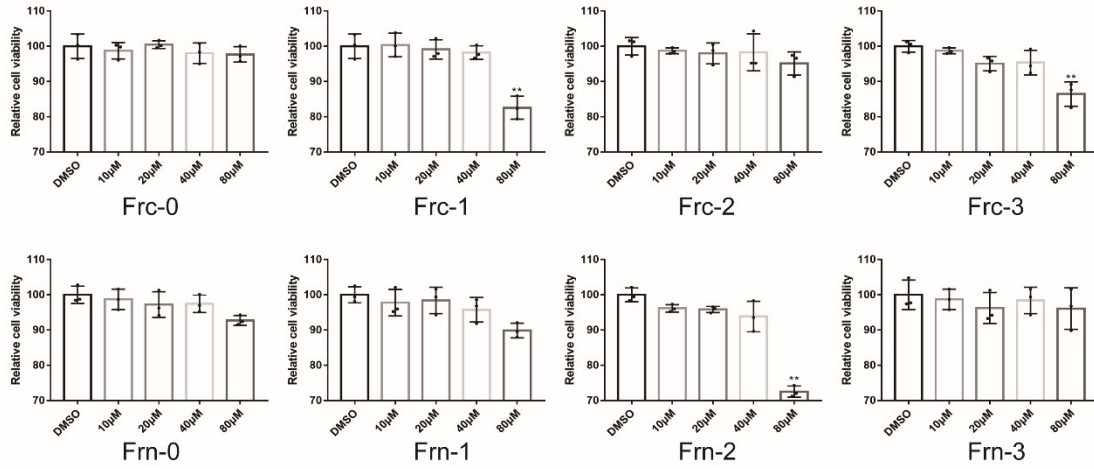 Relative cell viability
110
100
90
80
70
DMSO
10µM
20µM
40µM
80µM
Frc-0
Relative cell viability
110
100
90
80
70
**
DMSO
10µM
20µM
40µM
80µM
Frc-1
Relative cell viability
110
100
90
80
70
DMSO
10µM
20µM
40µM
80µM
Frc-2
Relative cell viability
110
100
90
80
70
**
DMSO
10µM
20µM
40µM
80µM
Frc-3
Relative cell viability
110
100
90
80
70
DMSO
10µM
20µM
40µM
80µM
Frn-0
Relative cell viability
110
100
90
80
70
DMSO
10µM
20µM
40µM
80µM
Frn-1
Relative cell viability
110
100
90
80
70
**
DMSO
10µM
20µM
40µM
80µM
Frn-2
Relative cell viability
110
100
90
80
70
DMSO
10µM
20µM
40µM
80µM
Frn-3